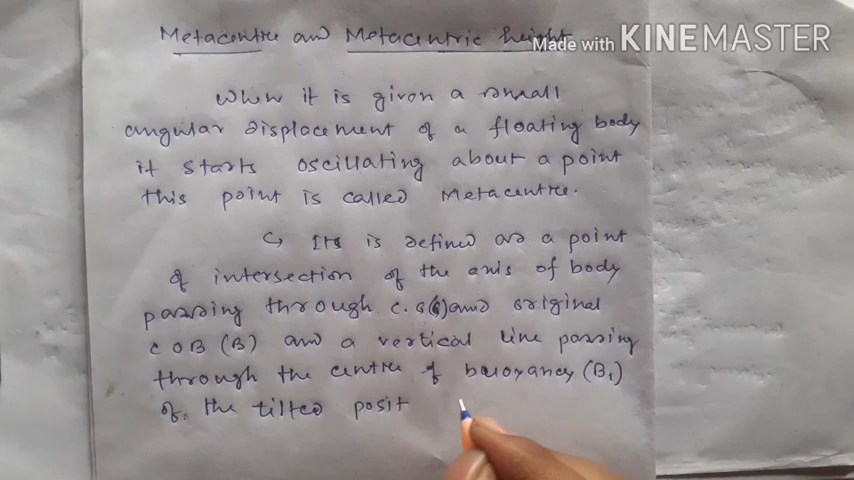 Metacentre and Metacentric height
Made with KINEMASTER
When it is given a small
angular displacement of a floating body
it starts oscillating about a point
this point is called Metacentre.
↪ Its is defined as a point
of intersection of the axis of body
passing through C.G(G) and original
COB (B) and a vertical line passing
through the centre of buoyancy (B₁)
of the tilted posit